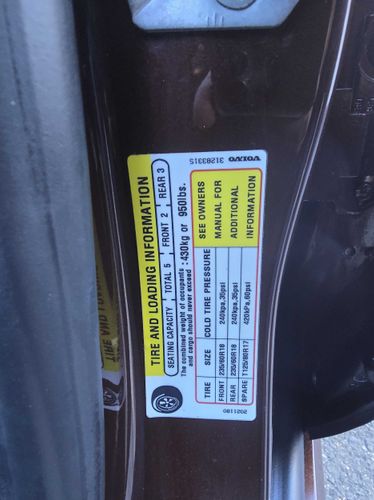 TIRE AND LOADING INFORMATION
SEATING CAPACITY TOTAL 5 FRONT 2 REAR 3
The combined weight of occupants and cargo should never exceed : 430kg or 950lbs.
TIRE SIZE COLD TIRE PRESSURE
FRONT 235/60R18 240kpa,35psi
REAR 235/60R18 240kpa,35psi
SPARE T125/80R17 420kPa,60psi
SEE OWNERS
MANUAL FOR
ADDITIONAL
INFORMATION
2021180
VOLVO 31283315